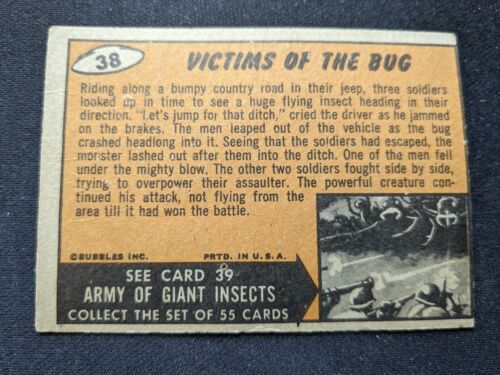 38 VICTIMS OF THE BUG
Riding along a bumpy country road in their jeep, three soldiers
looked up in time to see a huge flying insect heading in their
direction. "Let's jump for that ditch," cried the driver as he jammed
on the brakes. The men leaped out of the vehicle as the bug
crashed headlong into it. Seeing that the soldiers had escaped, the
monster lashed out after them into the ditch. One of the men fell
under the mighty blow. The other two soldiers fought side by side,
trying to overpower their assaulter. The powerful creature con-
tinued his attack, not flying from the
area till it had won the battle.
©BUBBLES INC. PRTD. IN U.S.A.
SEE CARD 39
ARMY OF GIANT INSECTS
COLLECT THE SET OF 55 CARDS